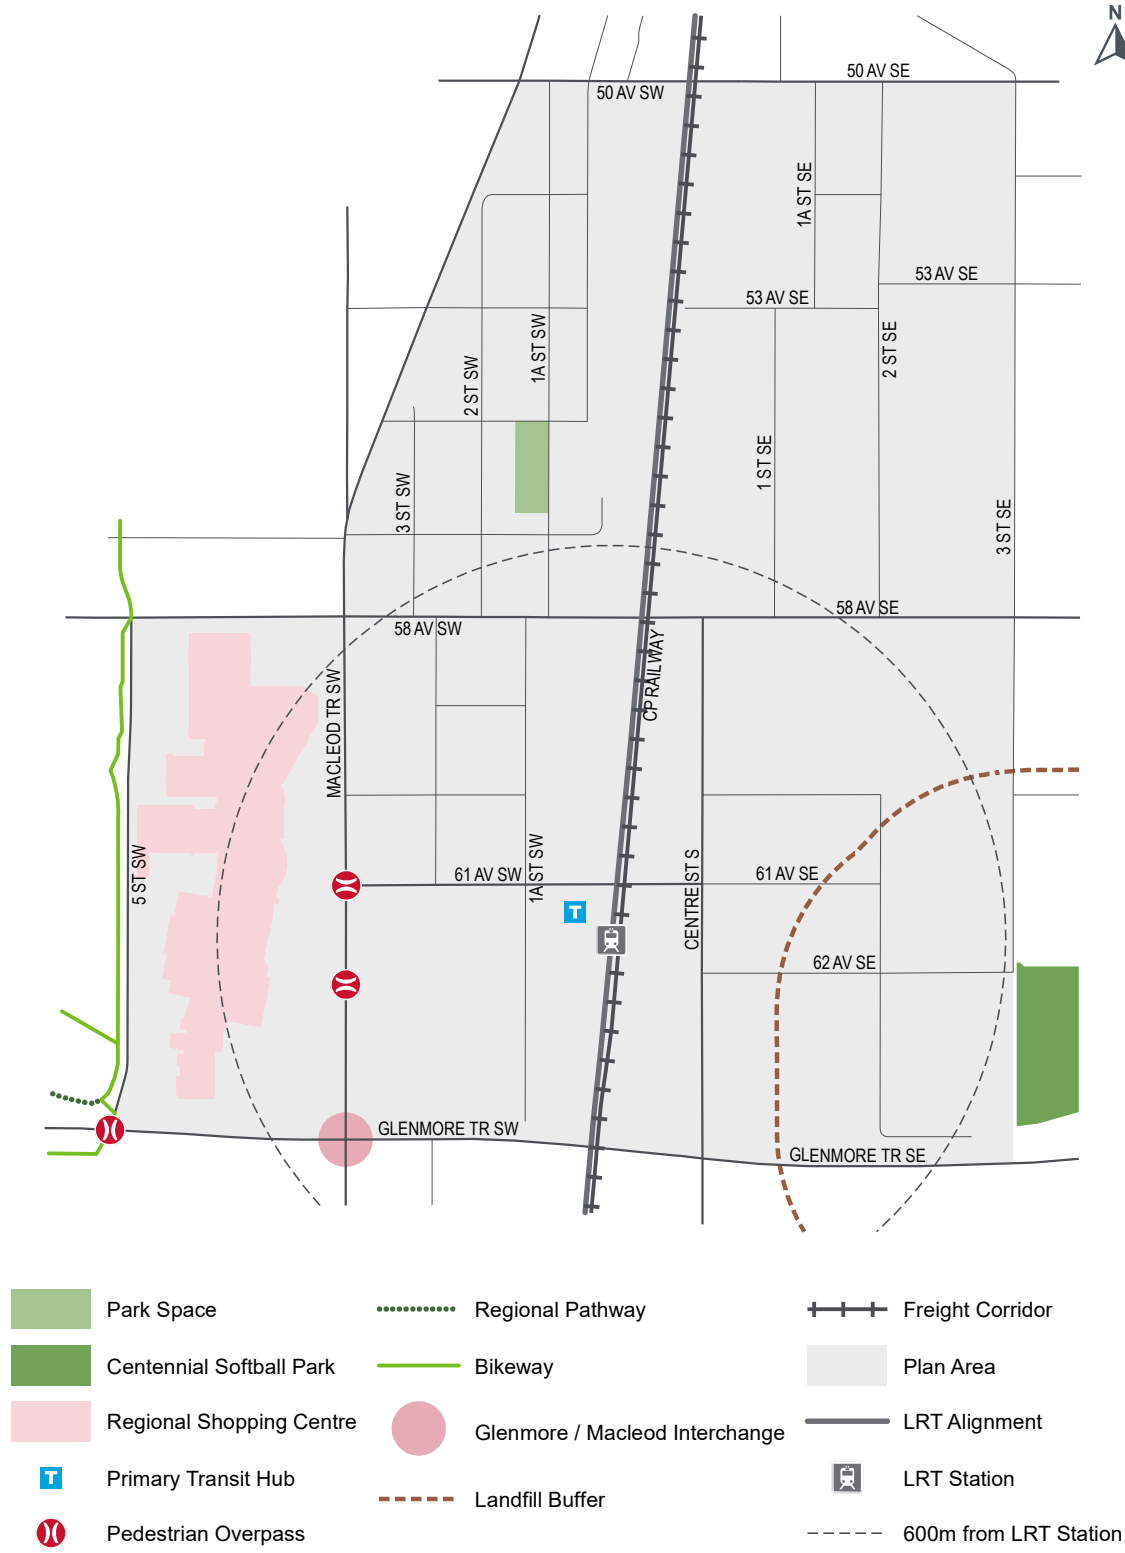 N
50 AV SE
50 AV SW
1A ST SE
53 AV SE
53 AV SE
1A ST SW
2 ST SW
2 ST SE
1 ST SE
3 ST SW
3 ST SE
58 AV SE
58 AV SW
CP RAILWAY
MACLEOD TR SW
5 ST SW
1A ST SW
61 AV SW
61 AV SE
CENTRE ST S
T
62 AV SE
GLENMORE TR SW
GLENMORE TR SE
Park Space
Regional Pathway
Freight Corridor
Centennial Softball Park
Bikeway
Plan Area
Regional Shopping Centre
Glenmore / Macleod Interchange
LRT Alignment
T
Primary Transit Hub
LRT Station
Landfill Buffer
Pedestrian Overpass
600m from LRT Station